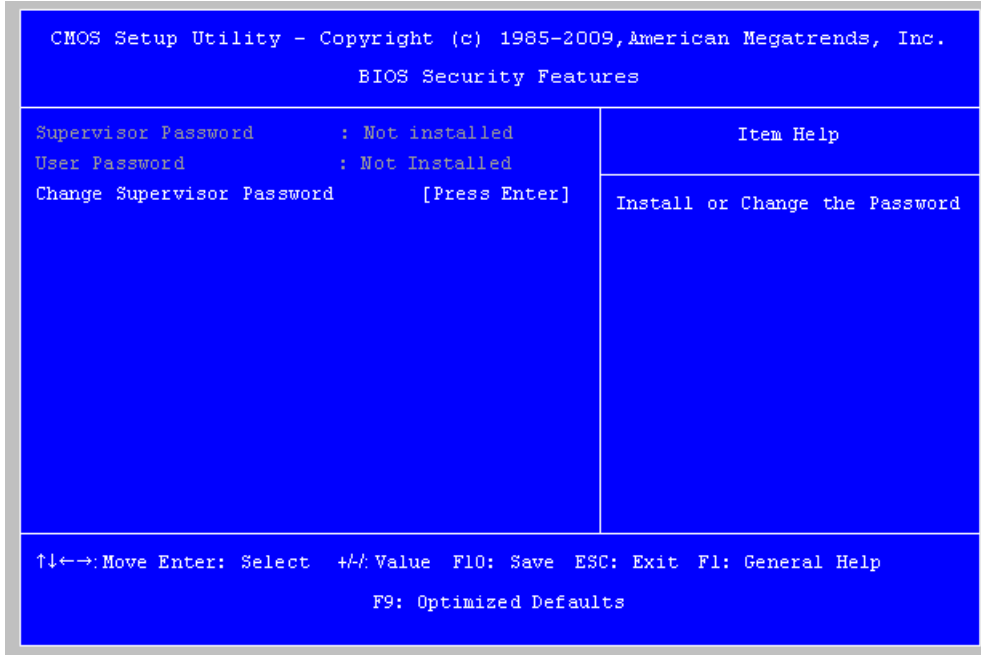 CMOS Setup Utility - Copyright (c) 1985-2009,American Megatrends, Inc.
BIOS Security Features
Supervisor Password : Not installed
User Password : Not Installed
Change Supervisor Password [Press Enter]
Item Help
Install or Change the Password
↑↓←→:Move Enter: Select +/-/: Value F10: Save ESC: Exit F1: General Help
F9: Optimized Defaults